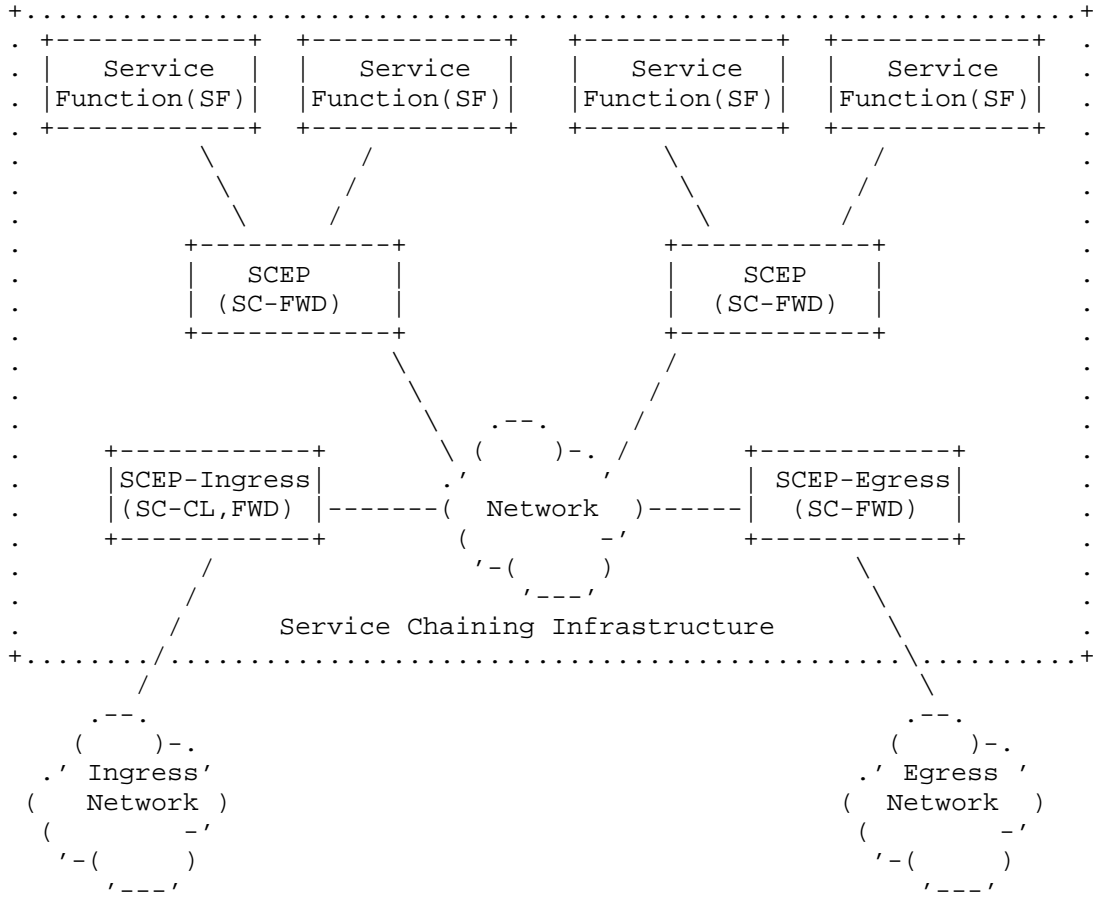 Service Service Service Service
Function(SF) Function(SF) Function(SF) Function(SF)
SCEP SCEP
(SC-FWD) (SC-FWD)
SCEP-Ingress SCEP-Egress
(SC-CL,FWD) Network (SC-FWD)
Service Chaining Infrastructure
Ingress Egress
Network Network